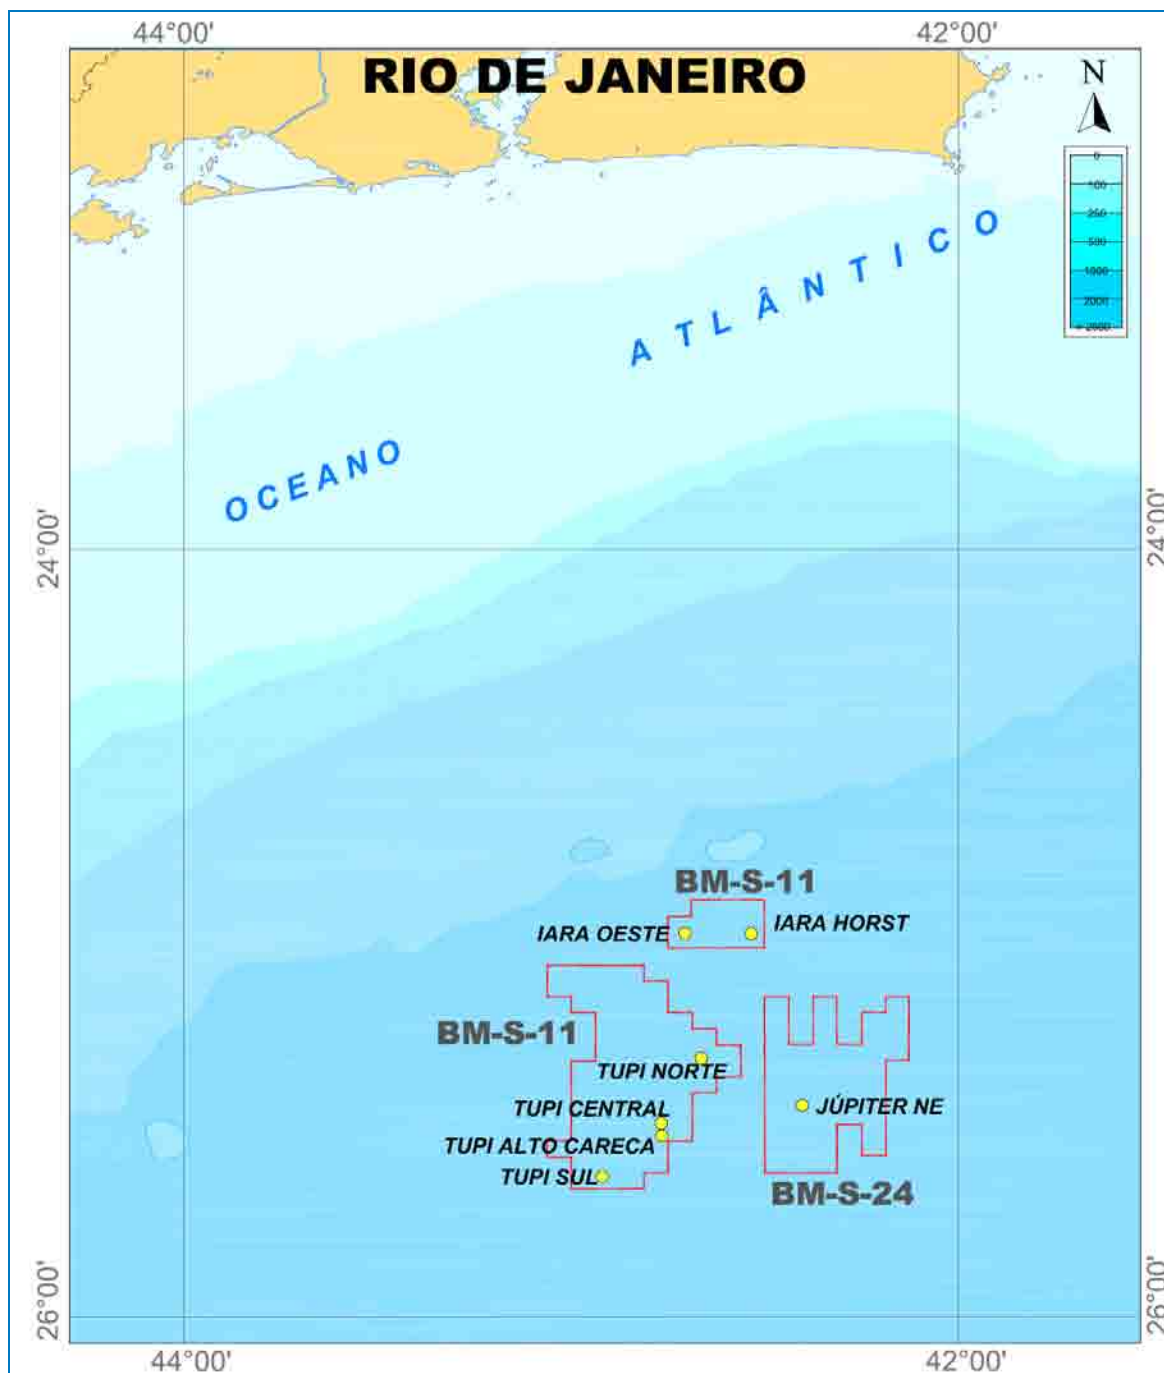 44°00' 42°00'
RIO DE JANEIRO
N
0
100
250
500
1000
2000
OCEANO ATLÂNTICO
24°00' 24°00'
BM-S-11
IARA OESTE
IARA HORST
BM-S-11
TUPI NORTE
TUPI CENTRAL
JÚPITER NE
TUPI ALTO CARECA
TUPI SUL
BM-S-24
26°00' 26°00'
44°00' 42°00'